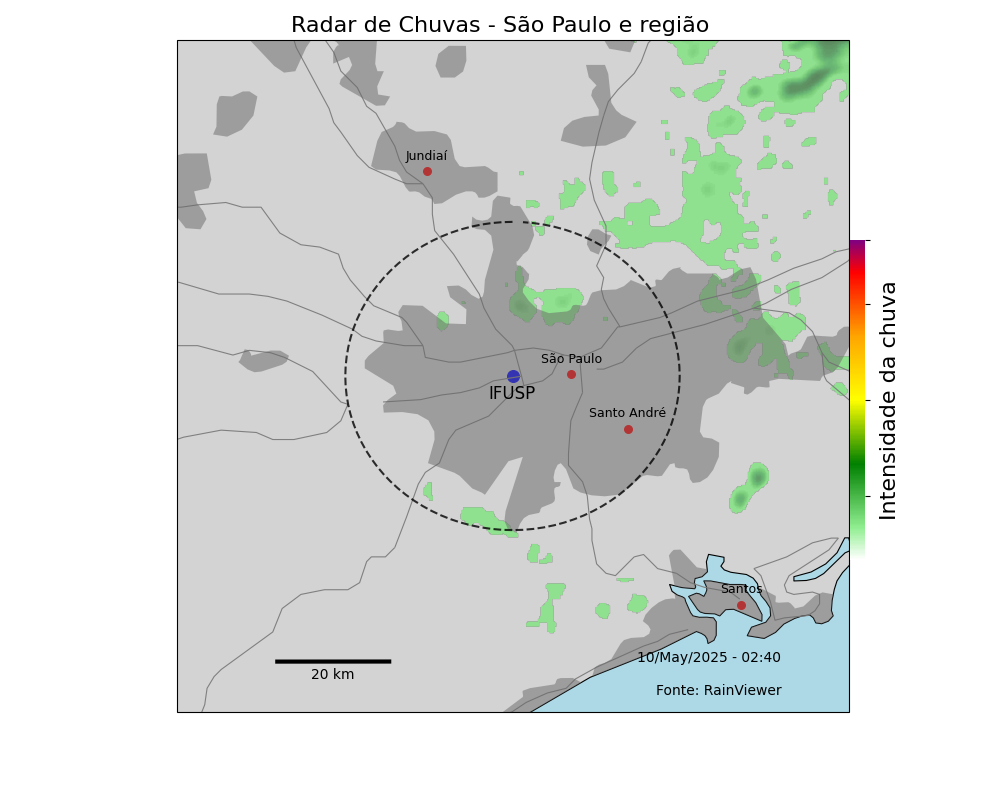 Radar de Chuvas - São Paulo e região
Jundiaí
São Paulo
IFUSP
Santo André
Santos
20 km
10/May/2025 - 02:40
Fonte: RainViewer
Intensidade da chuva